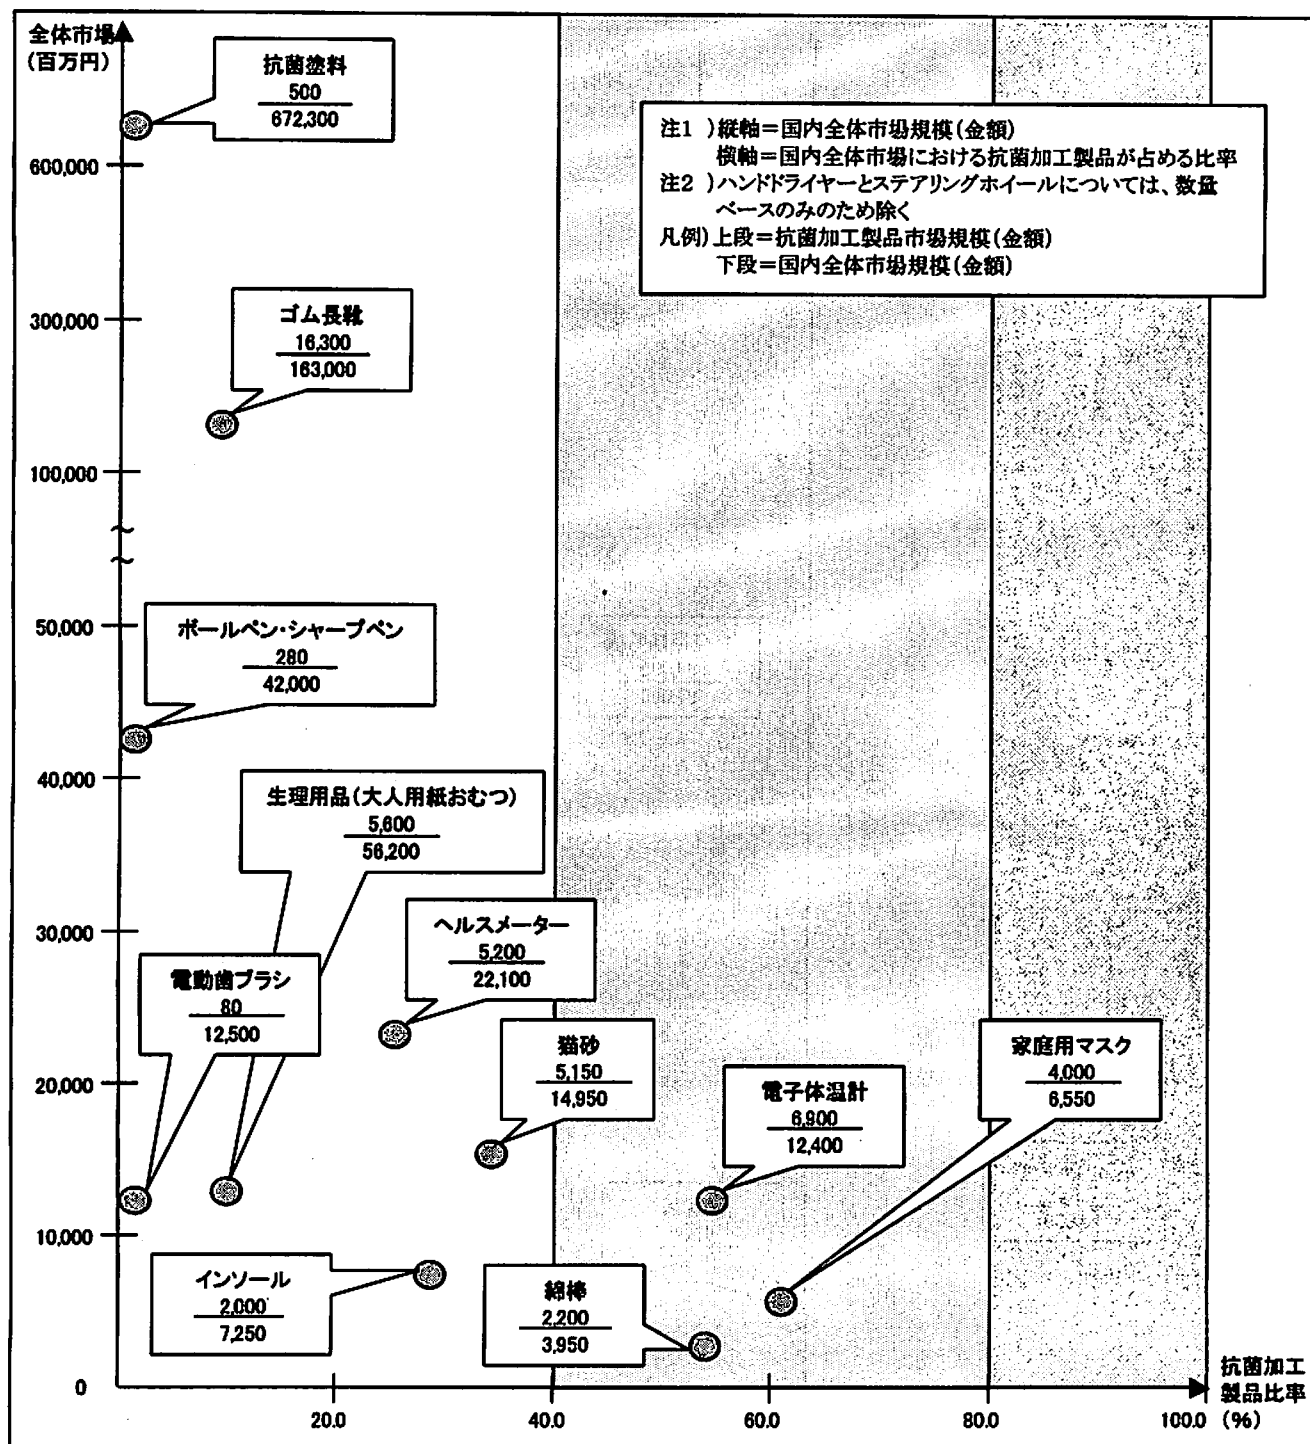 全体市場
(百万円)
抗菌塗料
500
672,300
注1 )縦軸=国内全体市場規模(金額)
横軸=国内全体市場における抗菌加工製品が占める比率
注2 )ハンドドライヤーとステアリングホイールについては、数量
ベースのみのため除く
凡例)上段=抗菌加工製品市場規模(金額)
下段=国内全体市場規模(金額)
600,000
ゴム長靴
16,300
163,000
300,000
100,000
ボールペン・シャープペン
280
42,000
50,000
40,000
生理用品(大人用紙おむつ)
5,600
56,200
ヘルスメーター
5,200
22,100
30,000
電動歯ブラシ
80
12,500
猫砂
5,150
14,950
家庭用マスク
4,000
6,550
電子体温計
6,900
12,400
20,000
10,000
インソール
2,000
7,250
綿棒
2,200
3,950
0
20.0
40.0
60.0
80.0
100.0
抗菌加工
製品比率
(%)